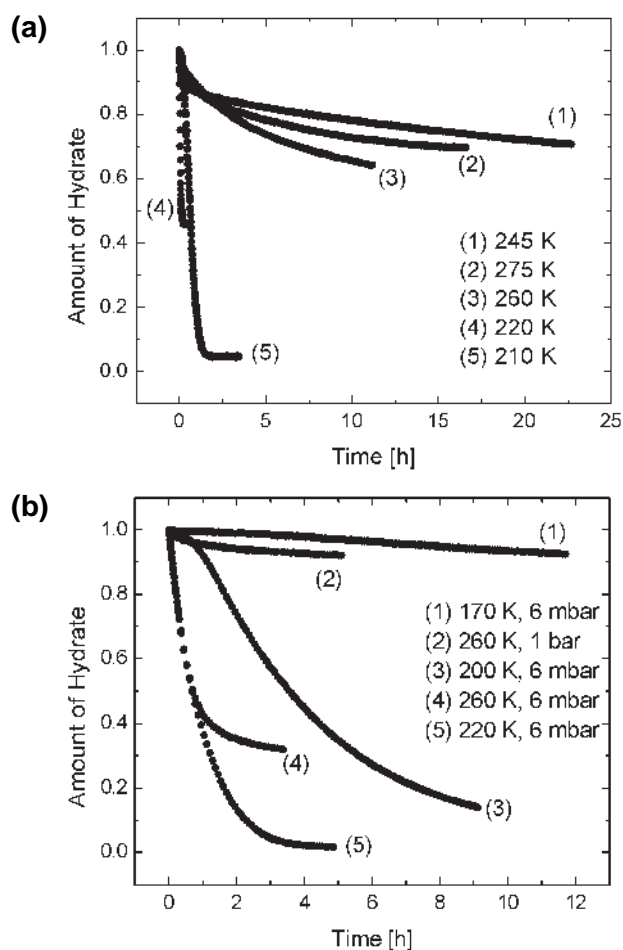 (a)
1.0
0.8
0.6
0.4
0.2
0.0
Amount of Hydrate
(1)
(2)
(3)
(4)
(5)
(1) 245 K
(2) 275 K
(3) 260 K
(4) 220 K
(5) 210 K
0 5 10 15 20 25
Time [h]
(b)
1.0
0.8
0.6
0.4
0.2
0.0
Amount of Hydrate
(1)
(2)
(1) 170 K, 6 mbar
(2) 260 K, 1 bar
(3) 200 K, 6 mbar
(4) 260 K, 6 mbar
(5) 220 K, 6 mbar
(4)
(3)
(5)
0 2 4 6 8 10 12
Time [h]